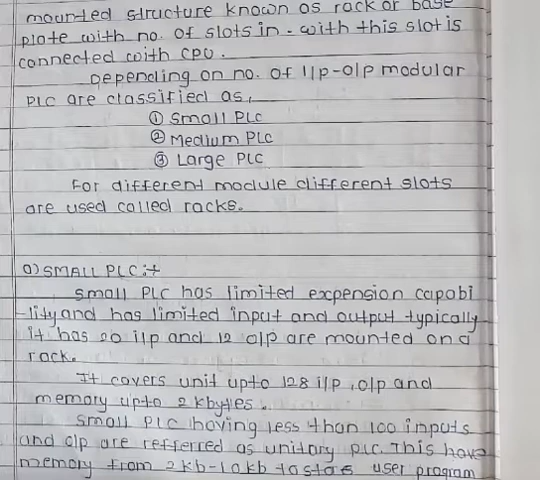 mounted structure known as rack or base
plate with no. of slots in. with this slot is
connected with CPU.
Depending on no. of I/p-o/p modular
PLC are classified as,
① Small PLC
② Medium PLC
③ Large PLC
For different module different slots
are used called racks.
a) SMALL PLC :+
Small PLC has limited expension capabi
-lity and has limited input and output typically
it has 20 i/p and 12 o/p are mounted on a
rack.
It covers unit upto 128 i/p, o/p and
memory upto 2 kbytes.
Small PLC having less than 100 inputs
and o/p are refferred as unitary PLC. This have
memory from 2kb-10kb user program